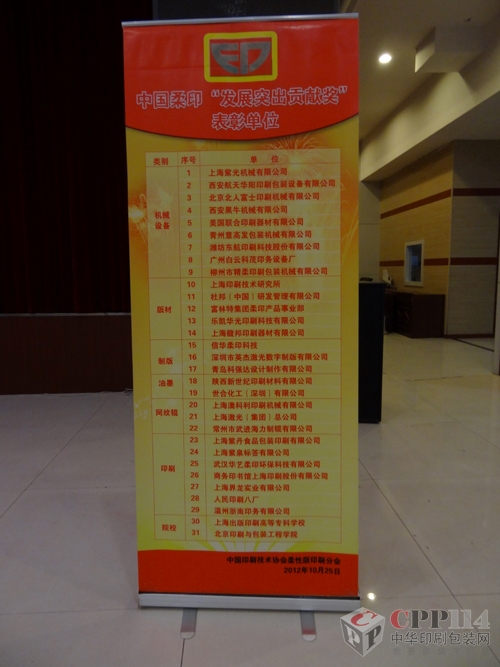 中国柔印“发展突出贡献奖”
表彰单位
类别 序号 单 位
机械设备
1 上海紫光机械有限公司
2 西安航天华阳印刷包装设备有限公司
3 北京北人富士印刷机械有限公司
4 西安黑牛机械有限公司
5 美国联合印刷器材有限公司
6 青州意高发包装机械有限公司
7 潍坊东航印刷科技股份有限公司
8 广州白云科茂印务设备厂
9 柳州市精柔印刷包装机械有限公司
版材
10 上海印刷技术研究所
11 杜邦（中国）研发管理有限公司
12 富林特集团柔印产品事业部
13 乐凯华光印刷科技有限公司
14 上海龊邦印刷器材有限公司
制版
15 信华柔印科技
16 深圳市英杰激光数字制版有限公司
17 青岛科强达设计制作有限公司
油墨
18 陕西新世纪印刷材料有限公司
19 世合化工（深圳）有限公司
网纹辊
20 上海澳科利印刷机械有限公司
21 上海激光（集团）总公司
22 常州市武进海力制辊有限公司
印刷
23 上海紫丹食品包装印刷有限公司
24 上海紫泉标签有限公司
25 武汉华艺柔印环保科技有限公司
26 商务印书馆上海印刷股份有限公司
27 上海界龙实业有限公司
28 人民印刷八厂
29 温州浙南印务有限公司
院校
30 上海出版印刷高等专科学校
31 北京印刷与包装工程学院
中国印刷技术协会柔性版印刷分会
2012年10月25日
CPP114
中华印刷包装网